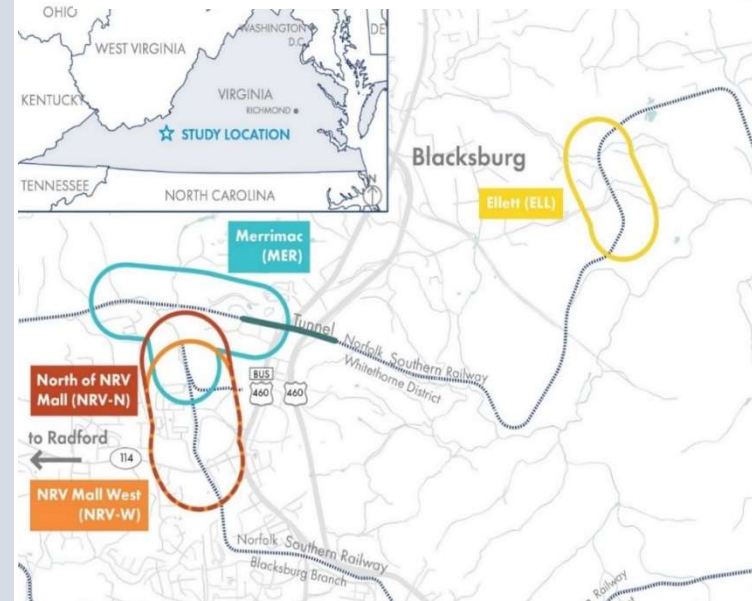 OHIO
WASHINGTON
D.C.
DE
WEST VIRGINIA
KENTUCKY
VIRGINIA
RICHMOND
STUDY LOCATION
TENNESSEE
NORTH CAROLINA
N
Blacksburg
Ellett (ELL)
Merrimac
(MER)
Tunnel
Norfolk Southern Railway
Whitethorne District
North of NRV
Mall (NRV-N)
BUS
460
460
to Radford
114
NRV Mall West
(NRV-W)
Norfolk Southern Railway
Blacksburg Branch
Railway